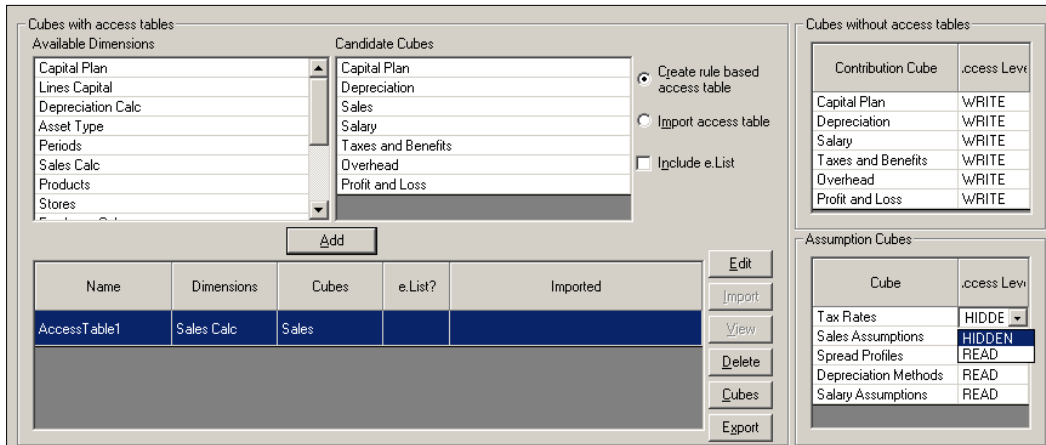 Cubes with access tables
Available Dimensions
Capital Plan
Lines Capital
Depreciation Calc
Asset Type
Periods
Sales Calc
Products
Stores
Candidate Cubes
Capital Plan
Depreciation
Sales
Salary
Taxes and Benefits
Overhead
Profit and Loss
Create rule based
access table
Import access table
Include e.List
Add
Name Dimensions Cubes e.List? Imported
AccessTable1 Sales Calc Sales
Edit
Import
View
Delete
Cubes
Export
Cubes without access tables
Contribution Cube .ccess Leve
Capital Plan WRITE
Depreciation WRITE
Salary WRITE
Taxes and Benefits WRITE
Overhead WRITE
Profit and Loss WRITE
Assumption Cubes
Cube .ccess Leve
Tax Rates HIDDE
Sales Assumptions HIDDEN
Spread Profiles READ
Depreciation Methods READ
Salary Assumptions READ